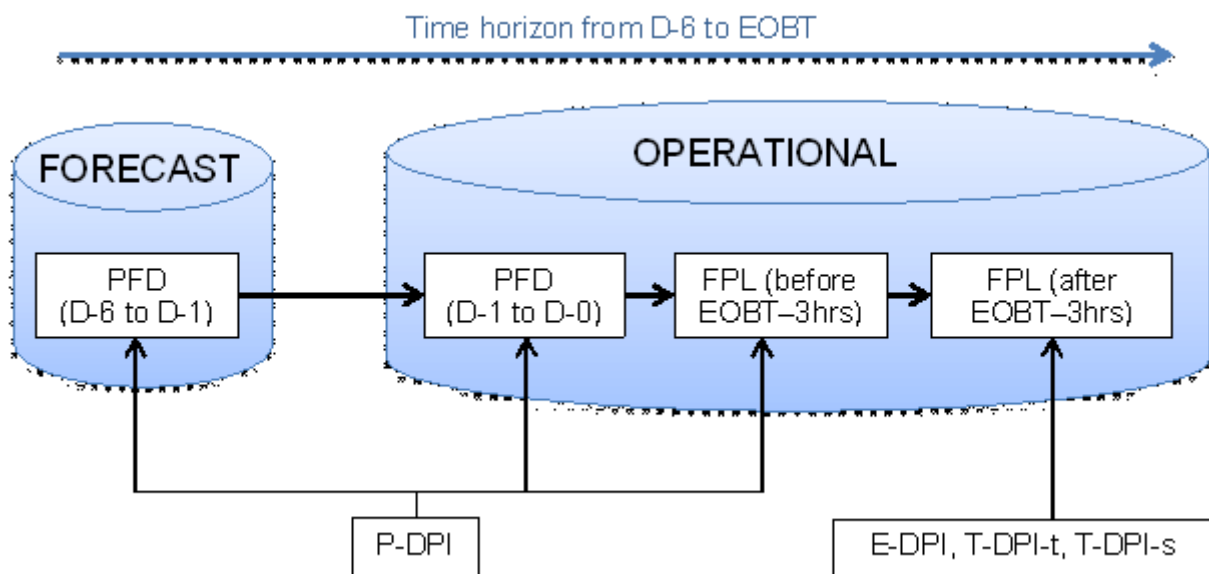 Time horizon from D-6 to EOBT
FORECAST
OPERATIONAL
PFD
(D-6 to D-1)
PFD
(D-1 to D-0)
FPL (before
EOBT–3hrs)
FPL (after
EOBT–3hrs)
P-DPI
E-DPI, T-DPI-t, T-DPI-s